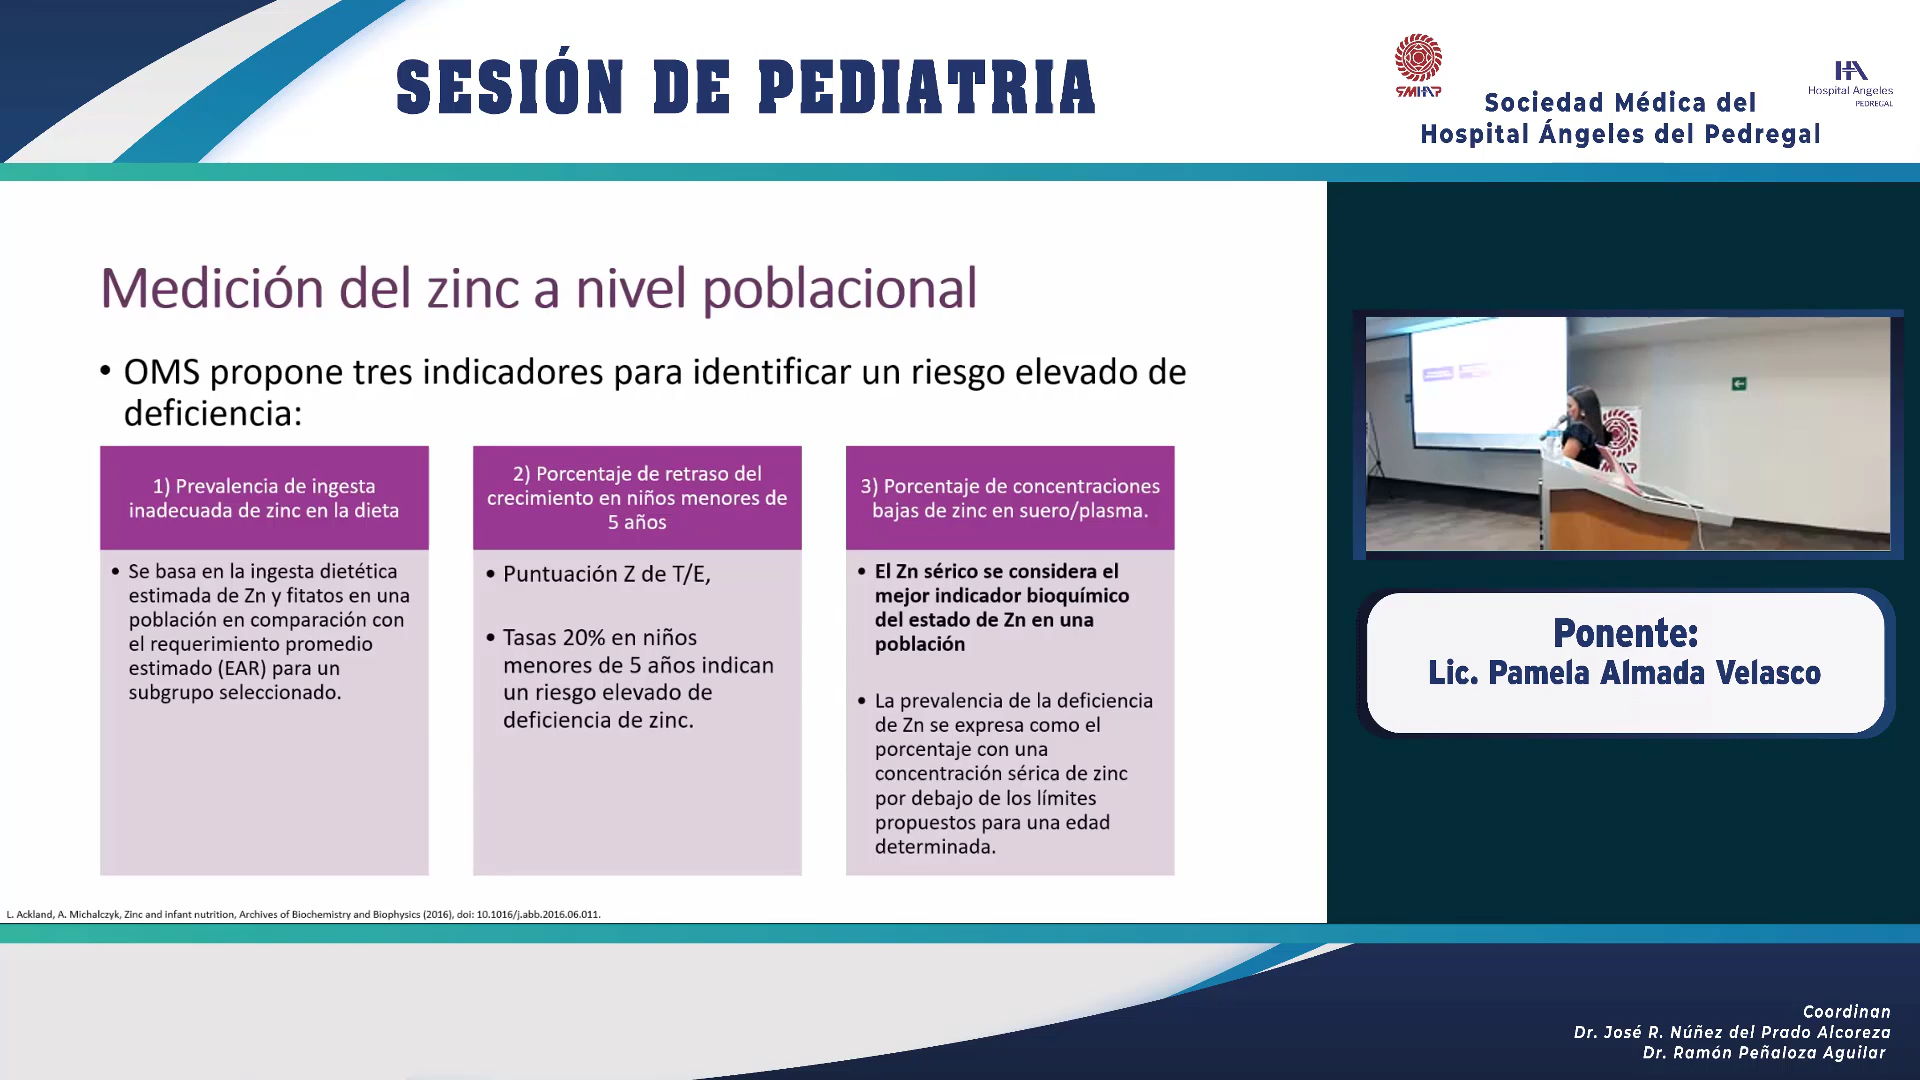 SESIÓN DE PEDIATRIA
SMHAP
Sociedad Médica del
Hospital Ángeles del Pedregal
HA
Hospital Angeles
PEDREGAL
Medición del zinc a nivel poblacional
• OMS propone tres indicadores para identificar un riesgo elevado de
deficiencia:
1) Prevalencia de ingesta
inadecuada de zinc en la dieta
• Se basa en la ingesta dietética
estimada de Zn y fitatos en una
población en comparación con
el requerimiento promedio
estimado (EAR) para un
subgrupo seleccionado.
2) Porcentaje de retraso del
crecimiento en niños menores de
5 años
• Puntuación Z de T/E,
• Tasas 20% en niños
menores de 5 años indican
un riesgo elevado de
deficiencia de zinc.
3) Porcentaje de concentraciones
bajas de zinc en suero/plasma.
• El Zn sérico se considera el
mejor indicador bioquímico
del estado de Zn en una
población
• La prevalencia de la deficiencia
de Zn se expresa como el
porcentaje con una
concentración sérica de zinc
por debajo de los límites
propuestos para una edad
determinada.
L. Ackland, A. Michalczyk, Zinc and infant nutrition, Archives of Biochemistry and Biophysics (2016), doi: 10.1016/j.abb.2016.06.011.
Ponente:
Lic. Pamela Almada Velasco
Coordinan
Dr. José R. Núñez del Prado Alcoreza
Dr. Ramón Peñaloza Aguilar